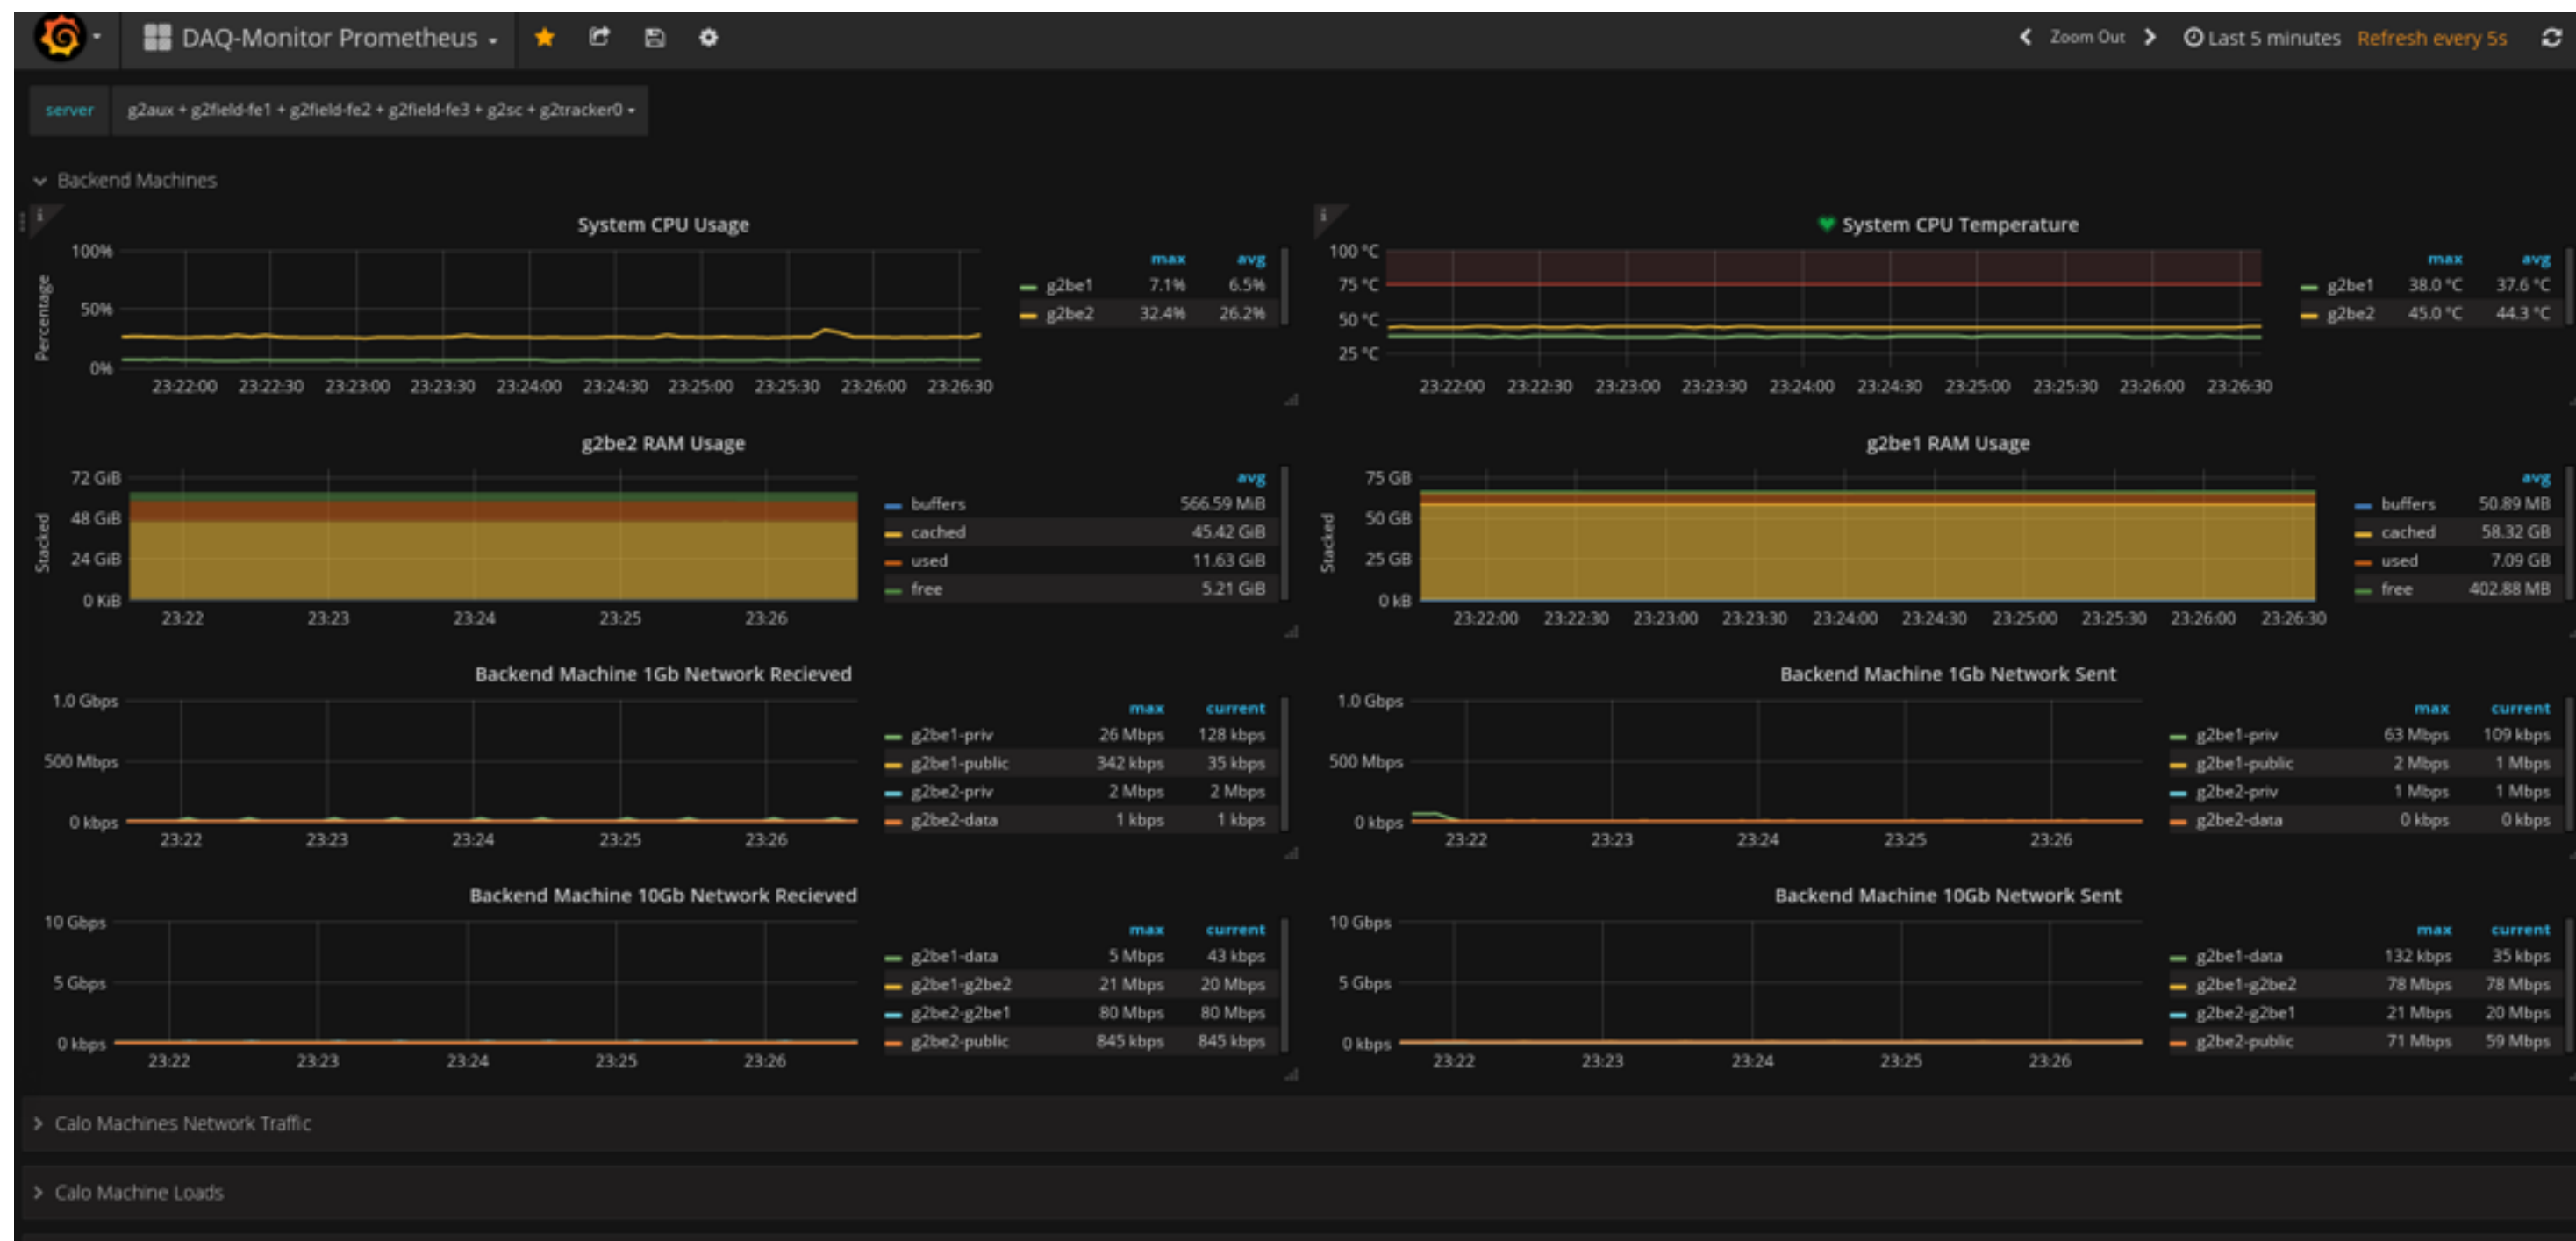 DAQ-Monitor Prometheus
Zoom Out
Last 5 minutes Refresh every 5s
server g2aux + g2field-fe1 + g2field-fe2 + g2field-fe3 + g2sc + g2tracker0
Backend Machines
System CPU Usage
Percentage
100%
50%
0%
23:22:00 23:22:30 23:23:00 23:23:30 23:24:00 23:24:30 23:25:00 23:25:30 23:26:00 23:26:30
max avg
g2be1 7.1% 6.5%
g2be2 32.4% 26.2%
System CPU Temperature
100 °C
75 °C
50 °C
25 °C
23:22:00 23:22:30 23:23:00 23:23:30 23:24:00 23:24:30 23:25:00 23:25:30 23:26:00 23:26:30
max avg
g2be1 38.0 °C 37.6 °C
g2be2 45.0 °C 44.3 °C
g2be2 RAM Usage
Stacked
72 GiB
48 GiB
24 GiB
0 KiB
23:22 23:23 23:24 23:25 23:26
avg
buffers 566.59 MiB
cached 45.42 GiB
used 11.63 GiB
free 5.21 GiB
g2be1 RAM Usage
Stacked
75 GB
50 GB
25 GB
0 kB
23:22:00 23:22:30 23:23:00 23:23:30 23:24:00 23:24:30 23:25:00 23:25:30 23:26:00 23:26:30
avg
buffers 50.89 MB
cached 58.32 GB
used 7.09 GB
free 402.88 MB
Backend Machine 1Gb Network Recieved
1.0 Gbps
500 Mbps
0 kbps
23:22 23:23 23:24 23:25 23:26
max current
g2be1-priv 26 Mbps 128 kbps
g2be1-public 342 kbps 35 kbps
g2be2-priv 2 Mbps 2 Mbps
g2be2-data 1 kbps 1 kbps
Backend Machine 1Gb Network Sent
1.0 Gbps
500 Mbps
0 kbps
23:22 23:23 23:24 23:25 23:26
max current
g2be1-priv 63 Mbps 109 kbps
g2be1-public 2 Mbps 1 Mbps
g2be2-priv 1 Mbps 1 Mbps
g2be2-data 0 kbps 0 kbps
Backend Machine 10Gb Network Recieved
10 Gbps
5 Gbps
0 kbps
23:22 23:23 23:24 23:25 23:26
max current
g2be1-data 5 Mbps 43 kbps
g2be1-g2be2 21 Mbps 20 Mbps
g2be2-g2be1 80 Mbps 80 Mbps
g2be2-public 845 kbps 845 kbps
Backend Machine 10Gb Network Sent
10 Gbps
5 Gbps
0 kbps
23:22 23:23 23:24 23:25 23:26
max current
g2be1-data 132 kbps 35 kbps
g2be1-g2be2 78 Mbps 78 Mbps
g2be2-g2be1 21 Mbps 20 Mbps
g2be2-public 71 Mbps 59 Mbps
Calo Machines Network Traffic
Calo Machine Loads